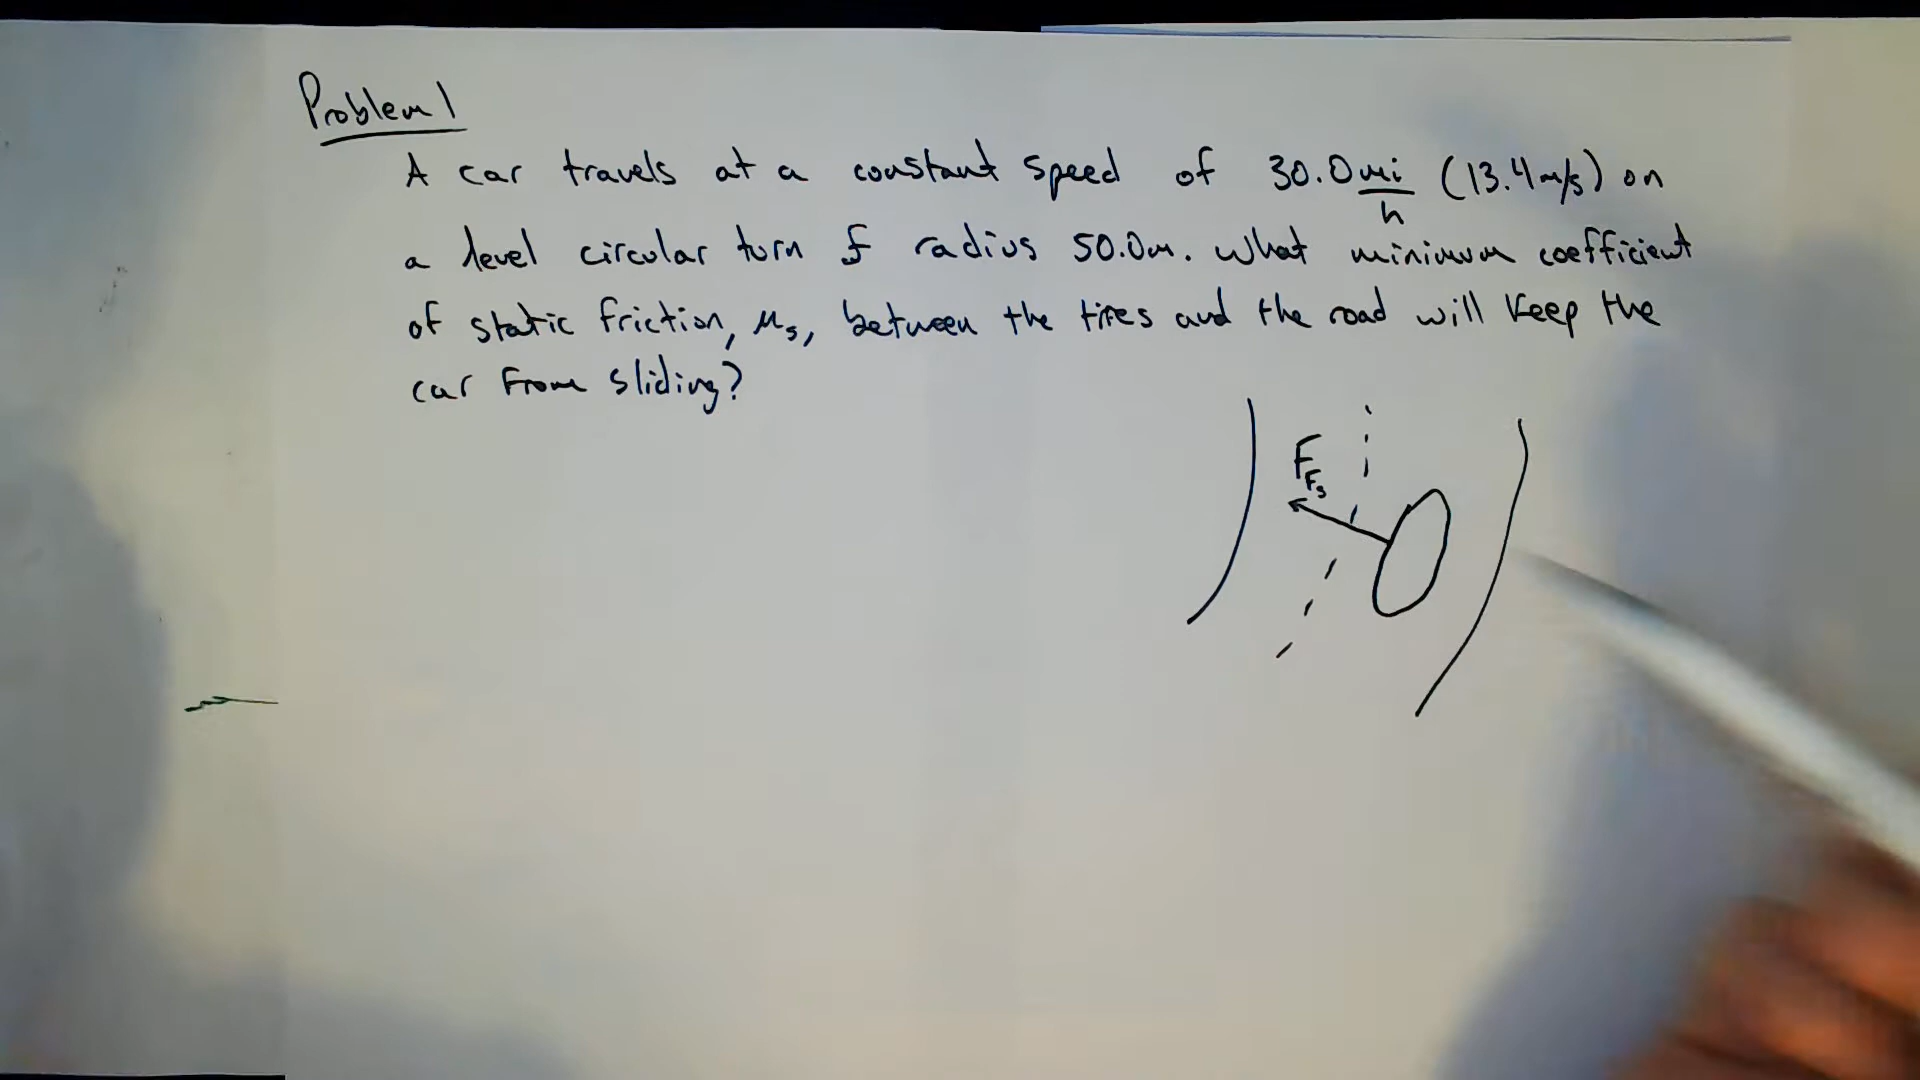 Problem 1
A car travels at a constant speed of 30.0 mi/h (13.4 m/s) on
a level circular turn of radius 50.0m. What minimum coefficient
of static friction, μs, between the tires and the road will keep the
car from sliding?
F_Fs